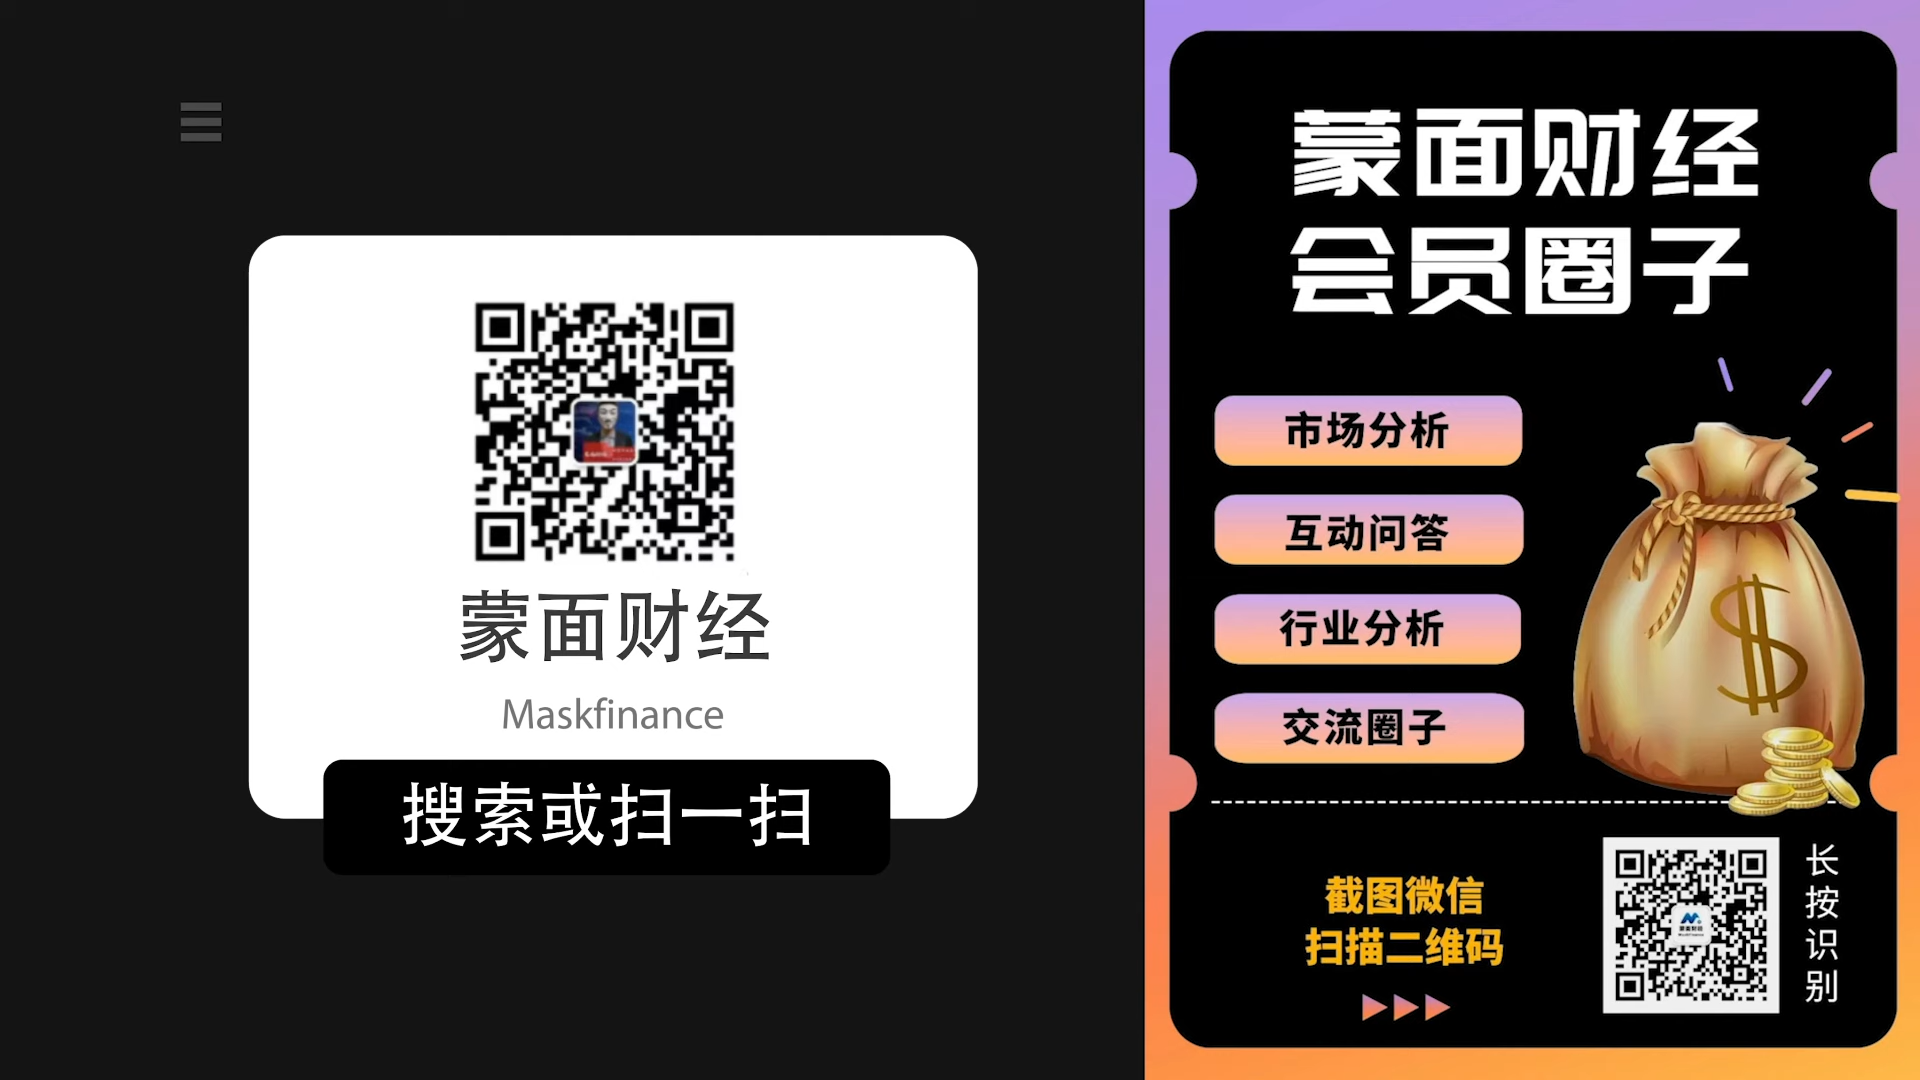 蒙面财经
Maskfinance
搜索或扫一扫
蒙面财经
会员圈子
市场分析
互动问答
行业分析
交流圈子
截图微信
扫描二维码
长按识别